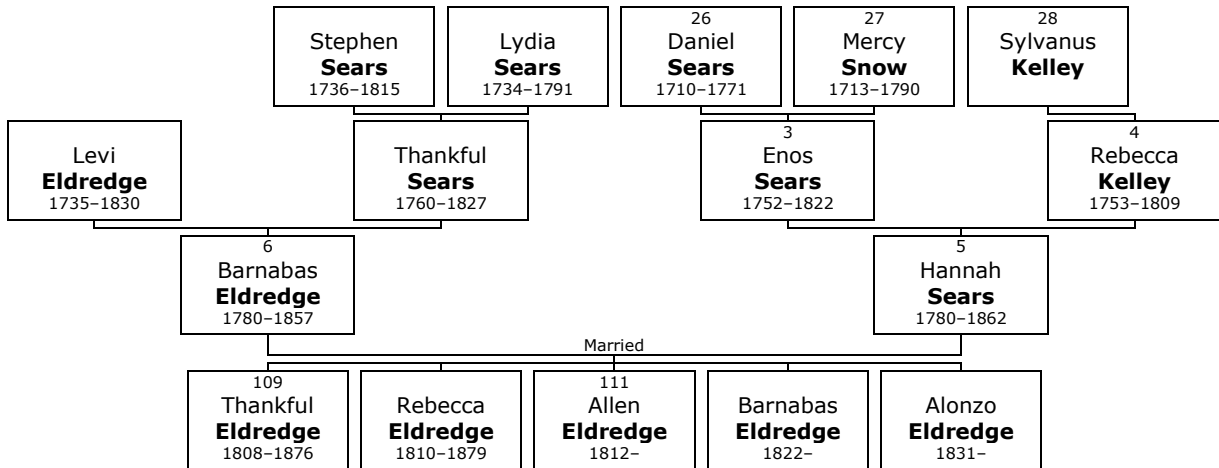 Stephen
Sears
1736–1815
Lydia
Sears
1734–1791
26
Daniel
Sears
1710–1771
27
Mercy
Snow
1713–1790
28
Sylvanus
Kelley
Levi
Eldredge
1735–1830
Thankful
Sears
1760–1827
3
Enos
Sears
1752–1822
4
Rebecca
Kelley
1753–1809
6
Barnabas
Eldredge
1780–1857
5
Hannah
Sears
1780–1862
Married
109
Thankful
Eldredge
1808–1876
Rebecca
Eldredge
1810–1879
111
Allen
Eldredge
1812–
Barnabas
Eldredge
1822–
Alonzo
Eldredge
1831–